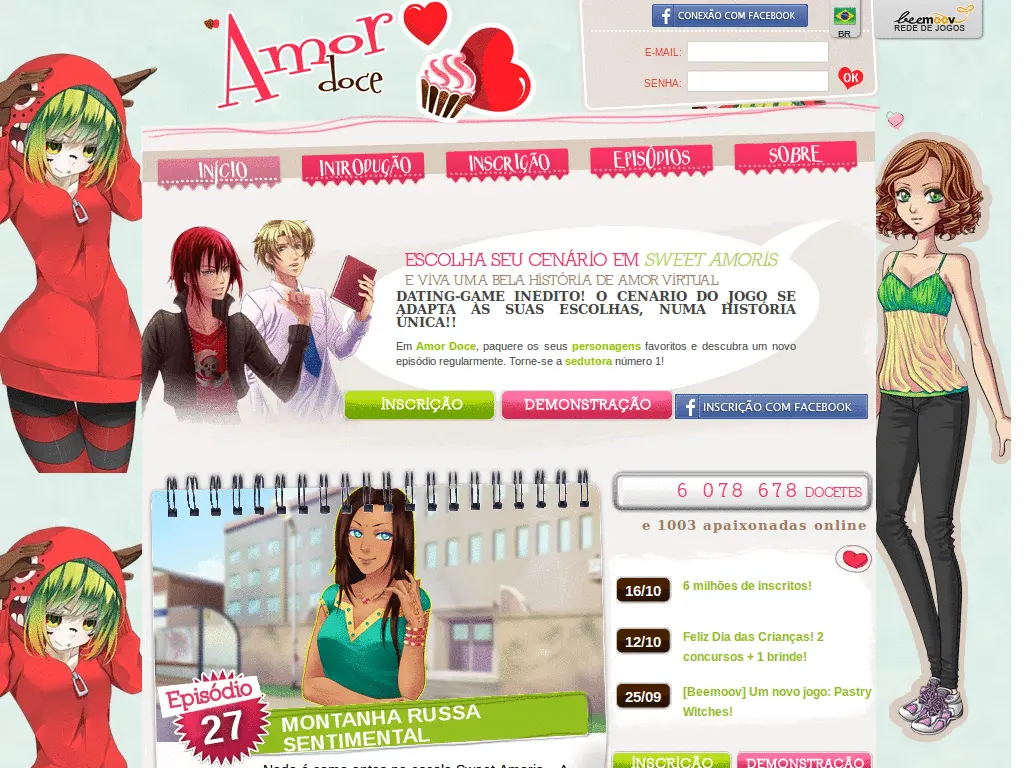 Amor
doce
CONEXÃO COM FACEBOOK
BR
beemoov
REDE DE JOGOS
E-MAIL:
SENHA:
OK
INÍCIO
INTRODUÇÃO
INSCRIÇÃO
EPISÓDIOS
SOBRE
ESCOLHA SEU CENÁRIO EM SWEET AMORIS
E VIVA UMA BELA HISTÓRIA DE AMOR VIRTUAL
DATING-GAME INEDITO! O CENARIO DO JOGO SE
ADAPTA ÀS SUAS ESCOLHAS, NUMA HISTÓRIA
ÚNICA!!
Em Amor Doce, paquere os seus personagens favoritos e descubra um novo
episódio regularmente. Torne-se a sedutora número 1!
INSCRIÇÃO
DEMONSTRAÇÃO
INSCRIÇÃO COM FACEBOOK
6 078 678 DOCETES
e 1003 apaixonadas online
16/10
6 milhões de inscritos!
12/10
Feliz Dia das Crianças! 2
concursos + 1 brinde!
25/09
[Beemoov] Um novo jogo: Pastry
Witches!
Episódio
27
MONTANHA RUSSA
SENTIMENTAL
Nada é como antes na escola Sweet Amoris... A
INSCRIÇÃO
DEMONSTRAÇÃO